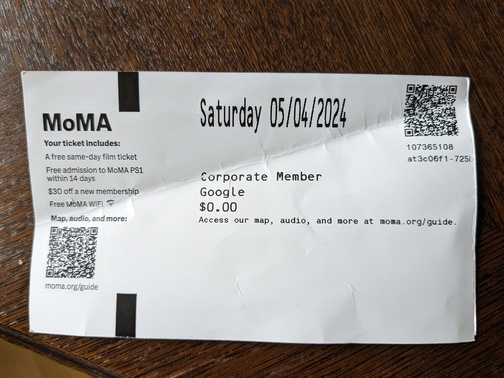 MoMA
Your ticket includes:
A free same-day film ticket
Free admission to MoMA PS1
within 14 days
$30 off a new membership
Free MoMA WiFi
Map, audio, and more:
moma.org/guide
Saturday 05/04/2024
Corporate Member
Google
$0.00
Access our map, audio, and more at moma.org/guide.
107365108
at3c06f1-725i